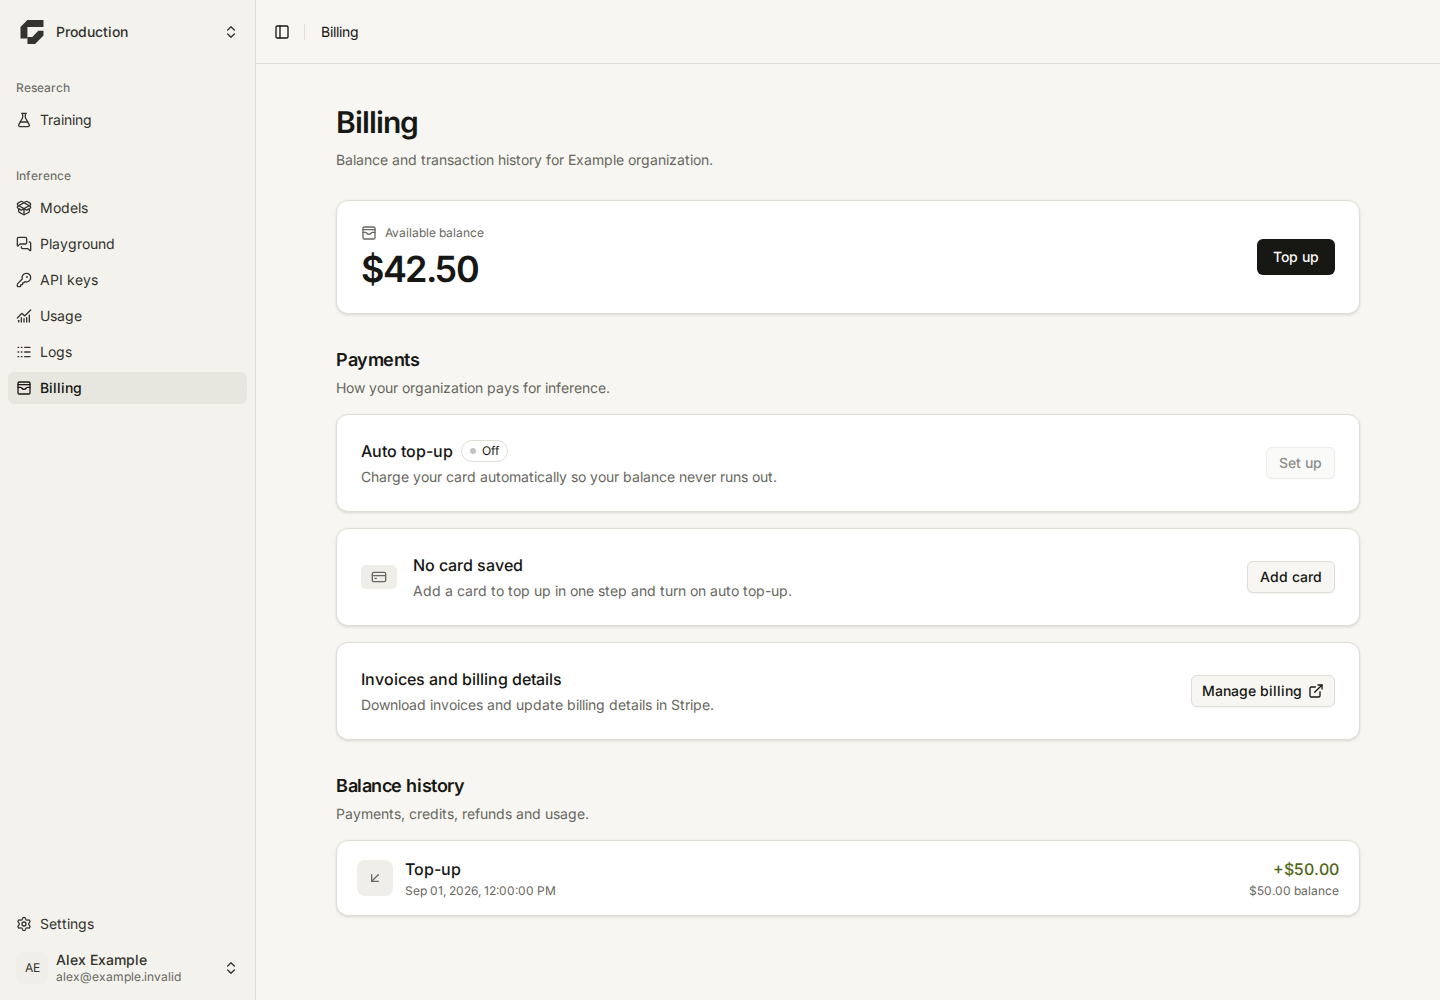 Production
Research
Training
Inference
Models
Playground
API keys
Usage
Logs
Billing
Settings
AE
Alex Example
alex@example.invalid
Billing
Billing
Balance and transaction history for Example organization.
Available balance
$42.50
Top up
Payments
How your organization pays for inference.
Auto top-up
Off
Charge your card automatically so your balance never runs out.
Set up
No card saved
Add a card to top up in one step and turn on auto top-up.
Add card
Invoices and billing details
Download invoices and update billing details in Stripe.
Manage billing
Balance history
Payments, credits, refunds and usage.
Top-up
Sep 01, 2026, 12:00:00 PM
+$50.00
$50.00 balance